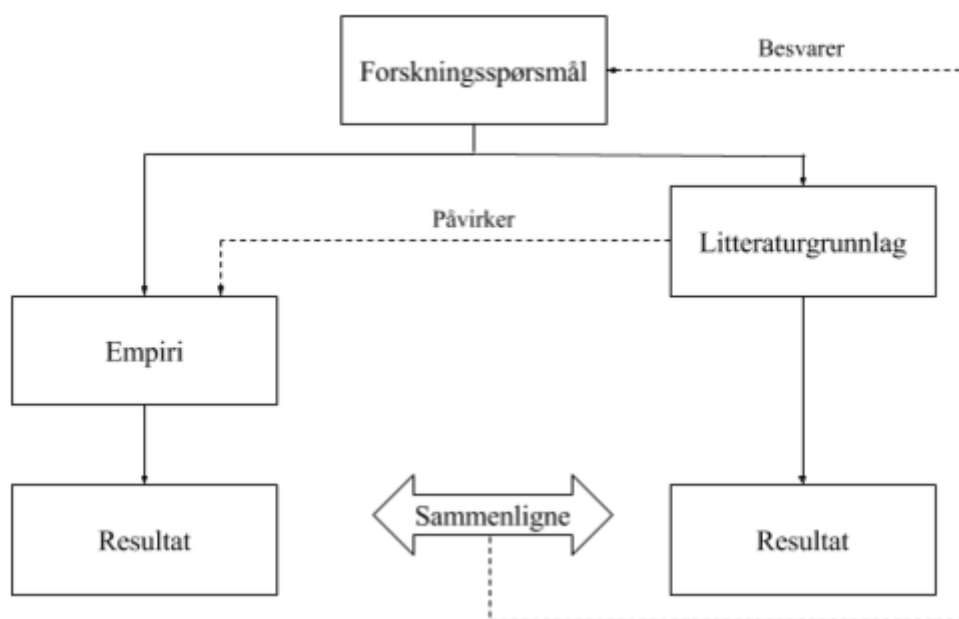 Besvarer
Forskningsspørsmål
Påvirker
Litteraturgrunnlag
Empiri
Resultat
Sammenligne
Resultat